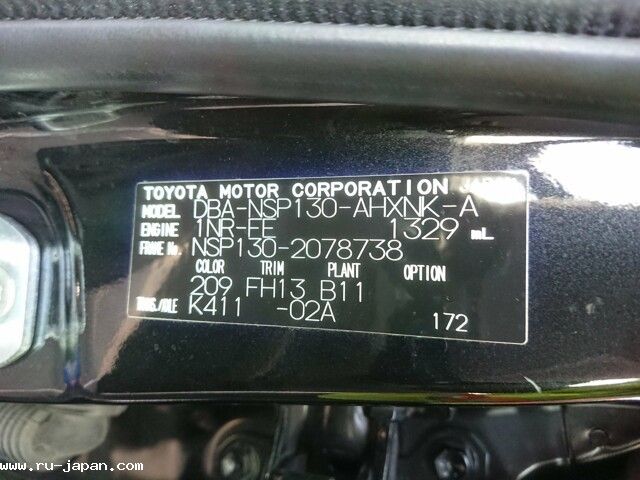 TOYOTA MOTOR CORPORATION JAPAN
MODEL DBA-NSP130-AHXNK-A
ENGINE 1NR-FE 1329 mL
FRAME No. NSP130-2078738
COLOR TRIM PLANT OPTION
209 FH13 B11
TRANS./AXLE K411 -02A
172
www.ru-japan.com